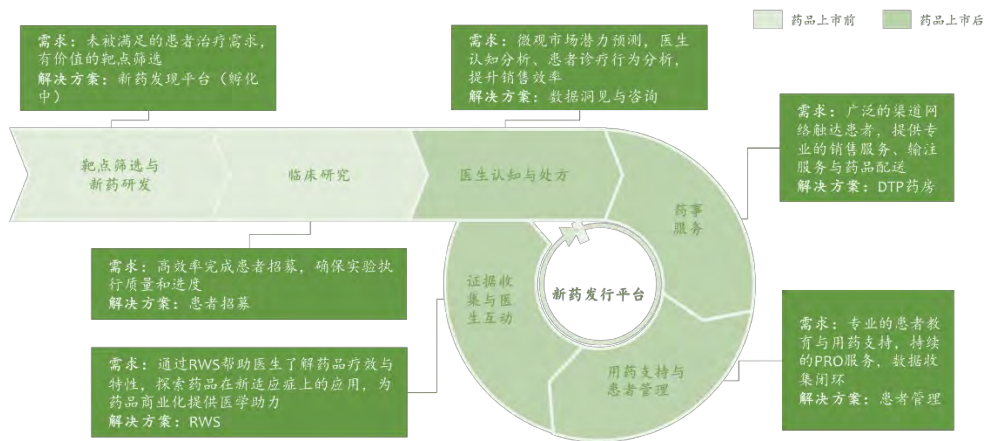 药品上市前
药品上市后
需求：未被满足的患者治疗需求，
有价值的靶点筛选
解决方案：新药发现平台（孵化
中）
需求：微观市场潜力预测，医生
认知分析、患者诊疗行为分析，
提升销售效率
解决方案：数据洞见与咨询
需求：广泛的渠道网
络触达患者，提供专
业的销售服务、输注
服务与药品配送
解决方案：DTP药房
靶点筛选与
新药研发
临床研究
医生认知与处方
药事
服务
证据收
集与医
生互动
新药发行平台
用药支持与
患者管理
需求：高效率完成患者招募，确保实验执
行质量和进度
解决方案：患者招募
需求：专业的患者教
育与用药支持，持续
的PRO服务，数据收
集闭环
解决方案：患者管理
需求：通过RWS帮助医生了解药品疗效与
特性，探索药品在新适应症上的应用，为
药品商业化提供医学助力
解决方案：RWS